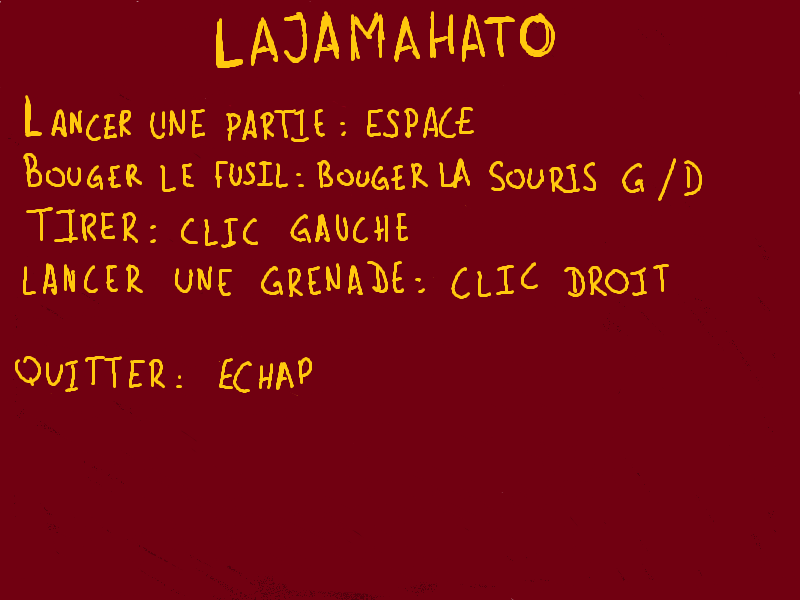 LAJAMAHATO
LANCER UNE PARTIE : ESPACE
BOUGER LE FUSIL : BOUGER LA SOURIS G / D
TIRER : CLIC GAUCHE
LANCER UNE GRENADE : CLIC DROIT
QUITTER : ECHAP